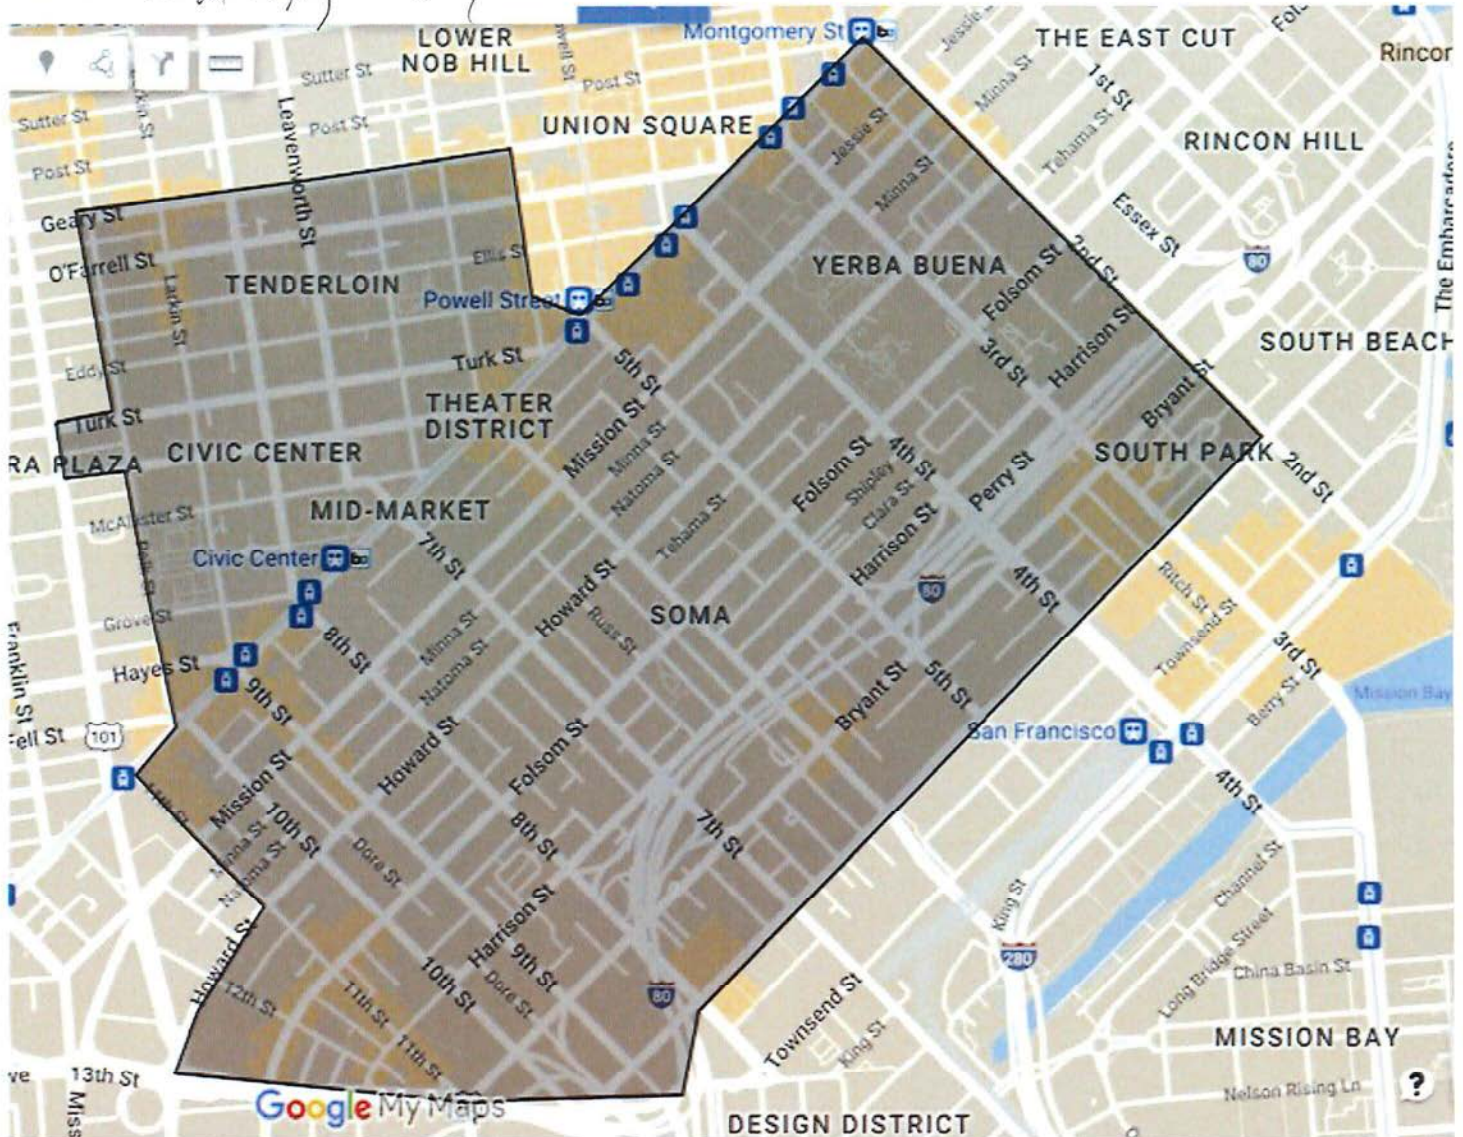 Montgomery St
LOWER
NOB HILL
THE EAST CUT
Rincor
Jessie
Sutter St
Post St
Minna St
1st St
Sutter St
Leavenworth St
Post St
UNION SQUARE
Jessie St
Tehama St
RINCON HILL
Post St
Minna St
Geary St
Essex St
The Embarcadero
O'Farrell St
Ellis St
TENDERLOIN
YERBA BUENA
Folsom St
2nd St
80
Larkin St
Powell Street
Harrison St
SOUTH BEACH
Turk St
5th St
3rd St
Eddy St
Bryant St
THEATER
DISTRICT
Turk St
Mission St
Minna St
RA PLAZA
CIVIC CENTER
Folsom St
4th St
SOUTH PARK
Natoma St
Shipley
Clara St
Perry St
2nd St
MID-MARKET
McAllister St
Tehama St
Harrison St
Civic Center
7th St
4th St
80
Howard St
Ritch St
SOMA
Grove St
Russ St
Townsend St
Minna St
8th St
3rd St
Hayes St
Natoma St
5th St
Franklin St
9th St
Bryant St
Berry St
Mission Bay
Fell St
101
San Francisco
Howard St
Folsom St
Mission St
4th St
10th St
8th St
7th St
Natoma St
Dore St
Channel St
Harrison St
King St
Howard St
9th St
10th St
Dore St
Long Bridge Street
280
China Basin St
12th St
11th St
80
Townsend St
King St
MISSION BAY
11th St
ve
13th St
Miss
Google My Maps
Nelson Rising Ln
?
DESIGN DISTRICT